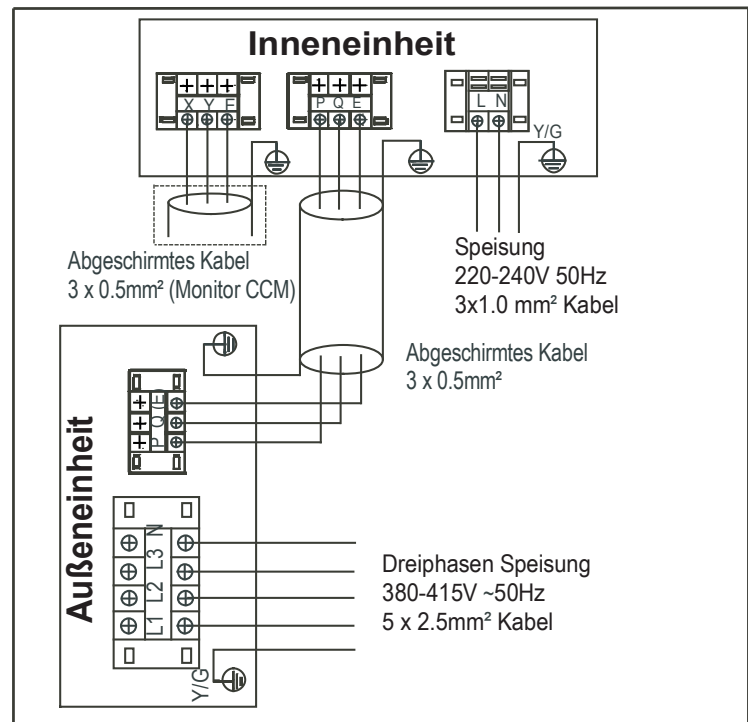 Inneneinheit
X Y E
P Q E
L N
Y/G
Abgeschirmtes Kabel
3 x 0.5mm² (Monitor CCM)
Speisung
220-240V 50Hz
3x1.0 mm² Kabel
Abgeschirmtes Kabel
3 x 0.5mm²
Außeneinheit
P Q (E)
L1 L2 L3 N
Dreiphasen Speisung
380-415V ~50Hz
5 x 2.5mm² Kabel
Y/G